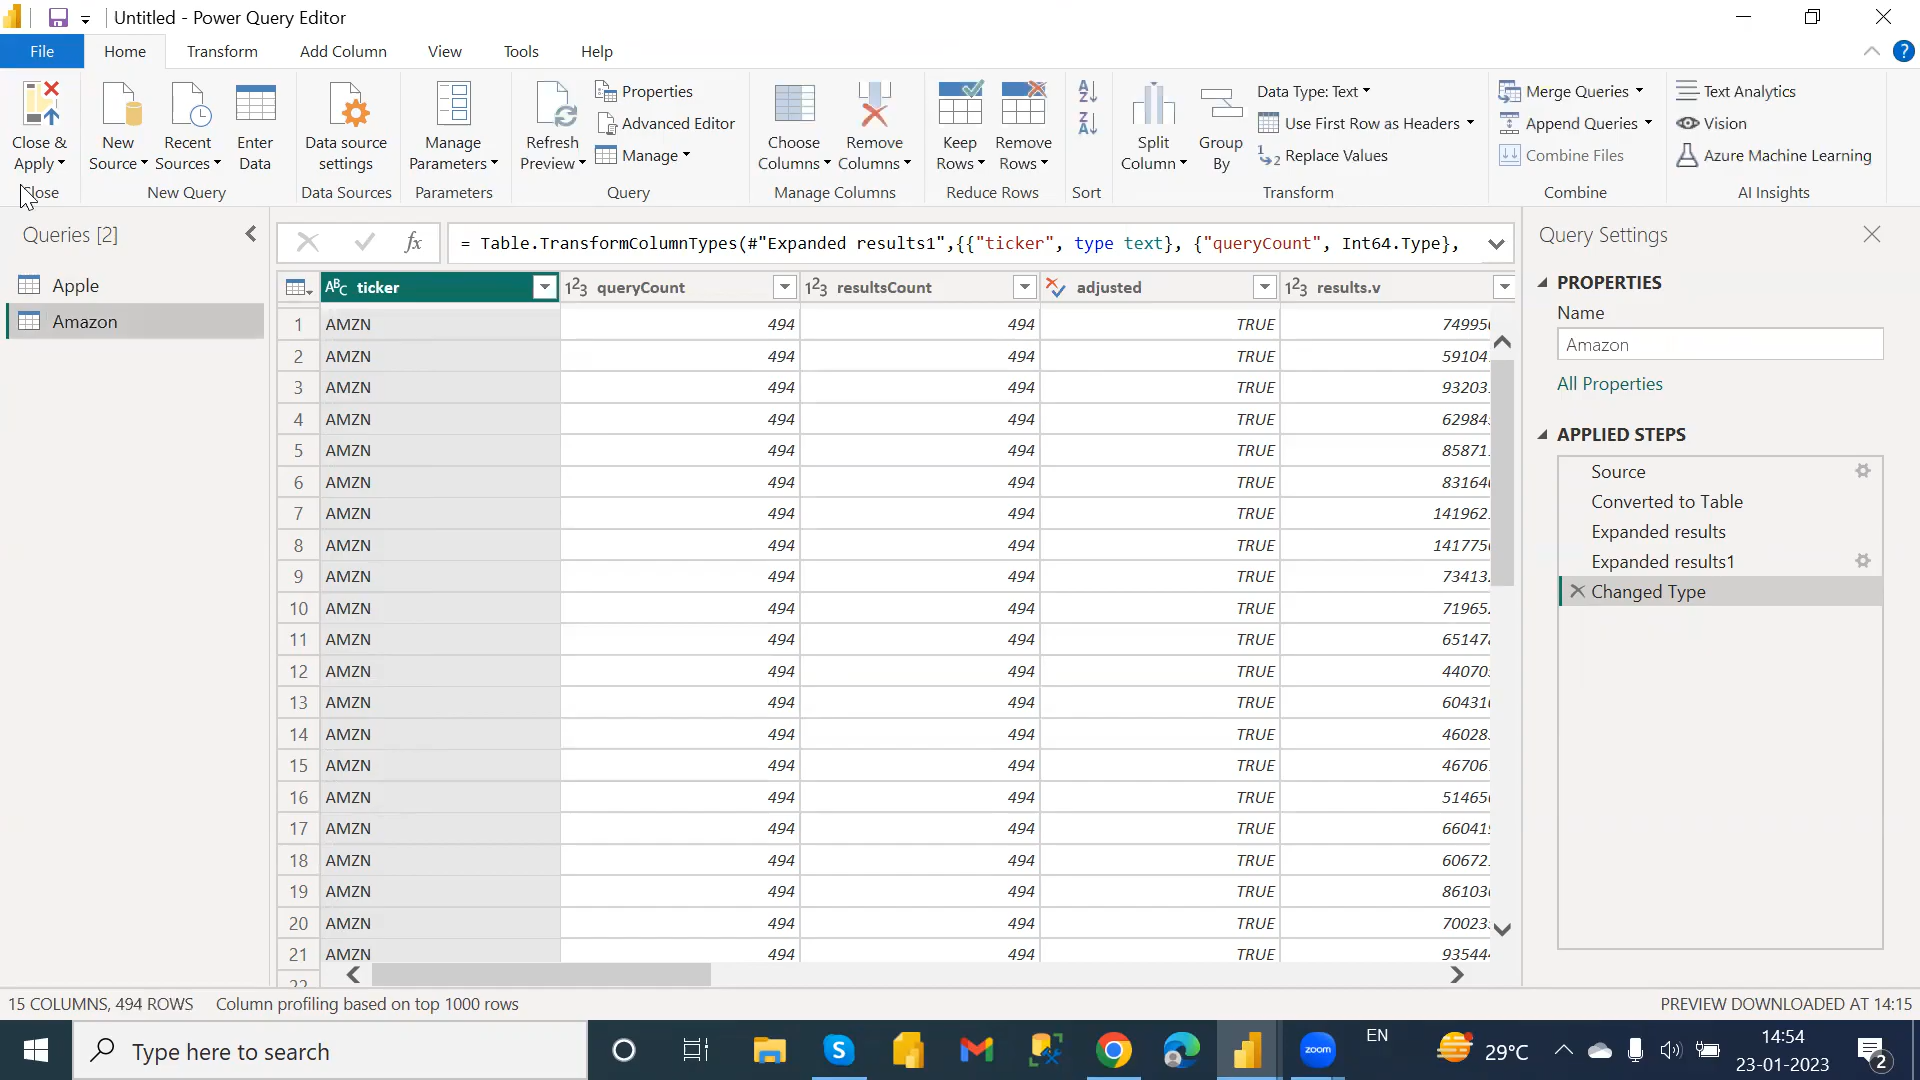 Untitled - Power Query Editor
File Home Transform Add Column View Tools Help
Close & Apply
Close
New Source
Recent Sources
Enter Data
New Query
Data source settings
Data Sources
Manage Parameters
Parameters
Refresh Preview
Properties
Advanced Editor
Manage
Query
Choose Columns
Remove Columns
Manage Columns
Keep Rows
Remove Rows
Reduce Rows
Sort
Split Column
Group By
Data Type: Text
Use First Row as Headers
Replace Values
Transform
Merge Queries
Append Queries
Combine Files
Combine
Text Analytics
Vision
Azure Machine Learning
AI Insights
Queries [2]
Apple
Amazon
fx = Table.TransformColumnTypes(#"Expanded results1",{{"ticker", type text}, {"queryCount", Int64.Type},
ticker queryCount resultsCount adjusted results.v
1 AMZN 494 494 TRUE
2 AMZN 494 494 TRUE
3 AMZN 494 494 TRUE
4 AMZN 494 494 TRUE
5 AMZN 494 494 TRUE
6 AMZN 494 494 TRUE
7 AMZN 494 494 TRUE
8 AMZN 494 494 TRUE
9 AMZN 494 494 TRUE
10 AMZN 494 494 TRUE
11 AMZN 494 494 TRUE
12 AMZN 494 494 TRUE
13 AMZN 494 494 TRUE
14 AMZN 494 494 TRUE
15 AMZN 494 494 TRUE
16 AMZN 494 494 TRUE
17 AMZN 494 494 TRUE
18 AMZN 494 494 TRUE
19 AMZN 494 494 TRUE
20 AMZN 494 494 TRUE
21 AMZN 494 494 TRUE
Query Settings
PROPERTIES
Name
Amazon
All Properties
APPLIED STEPS
Source
Converted to Table
Expanded results
Expanded results1
Changed Type
15 COLUMNS, 494 ROWS Column profiling based on top 1000 rows
PREVIEW DOWNLOADED AT 14:15
Type here to search
zoom
EN
29°C
14:54
23-01-2023
2